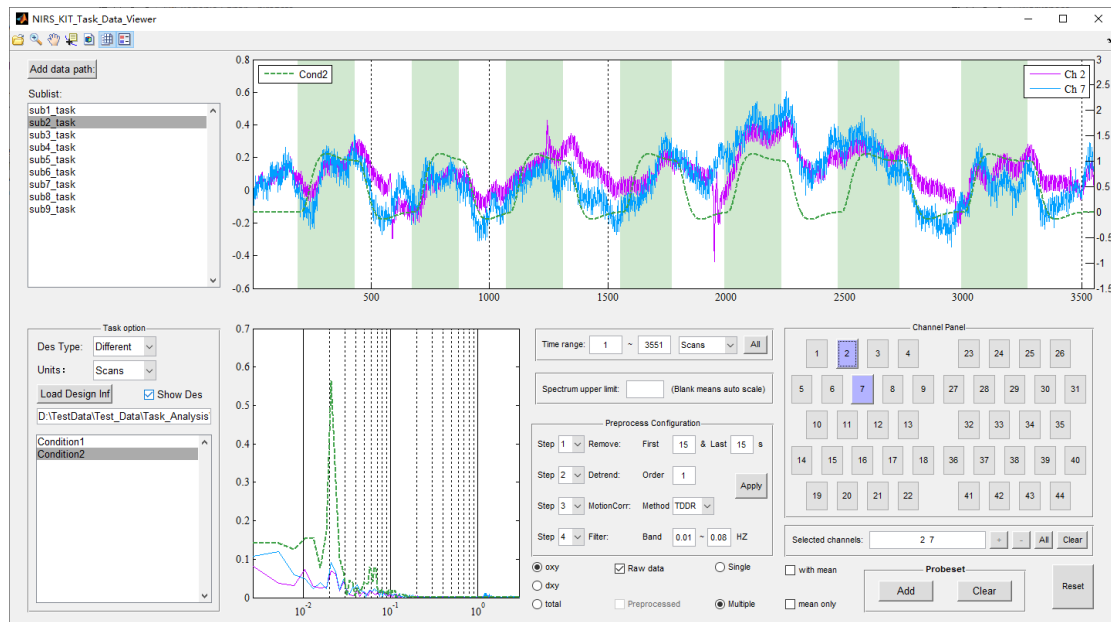 NIRS_KIT_Task_Data_Viewer
Add data path:
Sublist:
sub1_task
sub2_task
sub3_task
sub4_task
sub5_task
sub6_task
sub7_task
sub8_task
sub9_task
0.8
0.6
0.4
0.2
0
-0.2
-0.4
-0.6
Cond2
Ch 2
Ch 7
3
2.5
2
1.5
1
0.5
0
-0.5
-1
-1.5
500 1000 1500 2000 2500 3000 3500
Task option
Des Type: Different
Units: Scans
Load Design Inf Show Des
D:\TestData\Test_Data\Task_Analysis
Condition1
Condition2
0.7
0.6
0.5
0.4
0.3
0.2
0.1
0
10⁻² 10⁻¹ 10⁰
Time range: 1 ~ 3551 Scans All
Spectrum upper limit: (Blank means auto scale)
Preprocess Configuration
Step 1 Remove: First 15 & Last 15 s
Step 2 Detrend: Order 1
Apply
Step 3 MotionCorr: Method TDDR
Step 4 Filter: Band 0.01 ~ 0.08 HZ
oxy Raw data Single with mean
dxy
total Preprocessed Multiple mean only
Channel Panel
1 2 3 4 23 24 25 26
5 6 7 8 9 27 28 29 30 31
10 11 12 13 32 33 34 35
14 15 16 17 18 36 37 38 39 40
19 20 21 22 41 42 43 44
Selected channels: 2 7 + - All Clear
Probeset
Add Clear
Reset